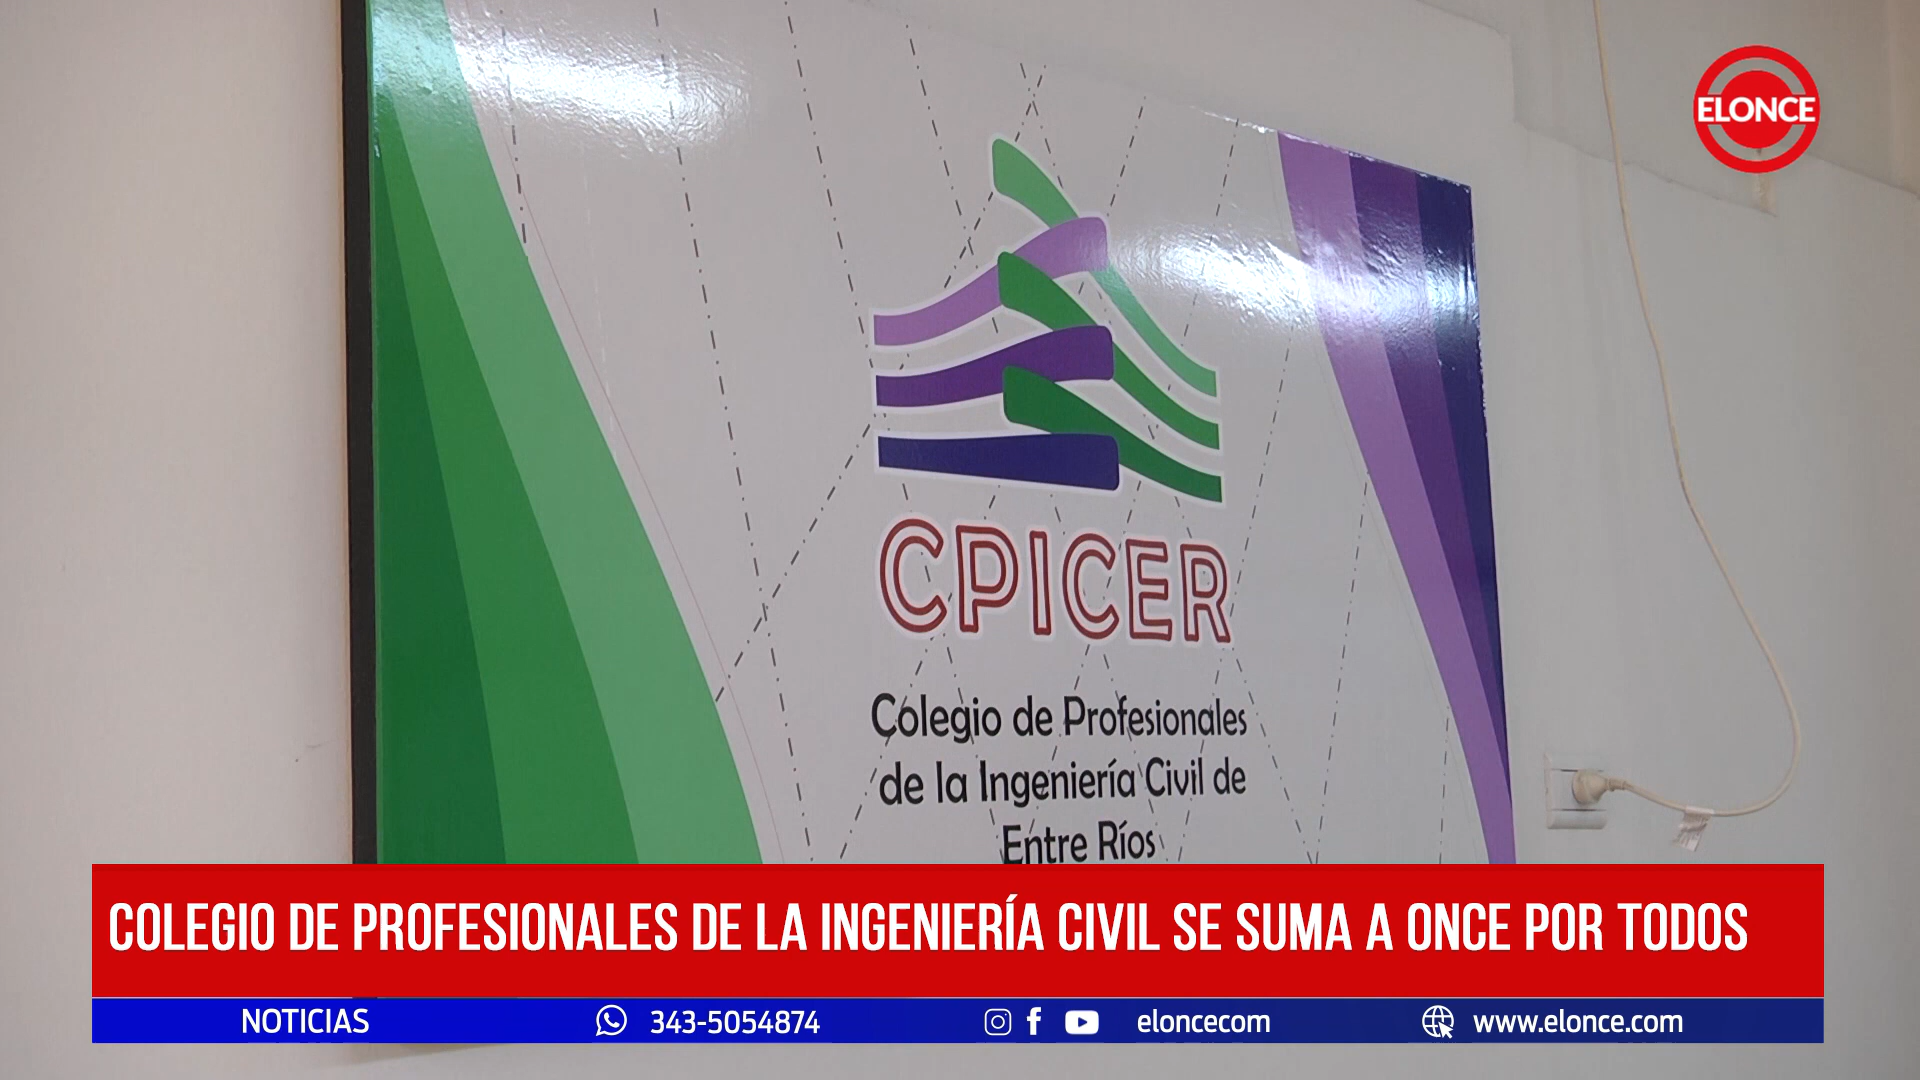 ELONCE
CPICER
Colegio de Profesionales
de la Ingeniería Civil de
Entre Ríos
COLEGIO DE PROFESIONALES DE LA INGENIERÍA CIVIL SE SUMA A ONCE POR TODOS
NOTICIAS 343-5054874 eloncecom www.elonce.com